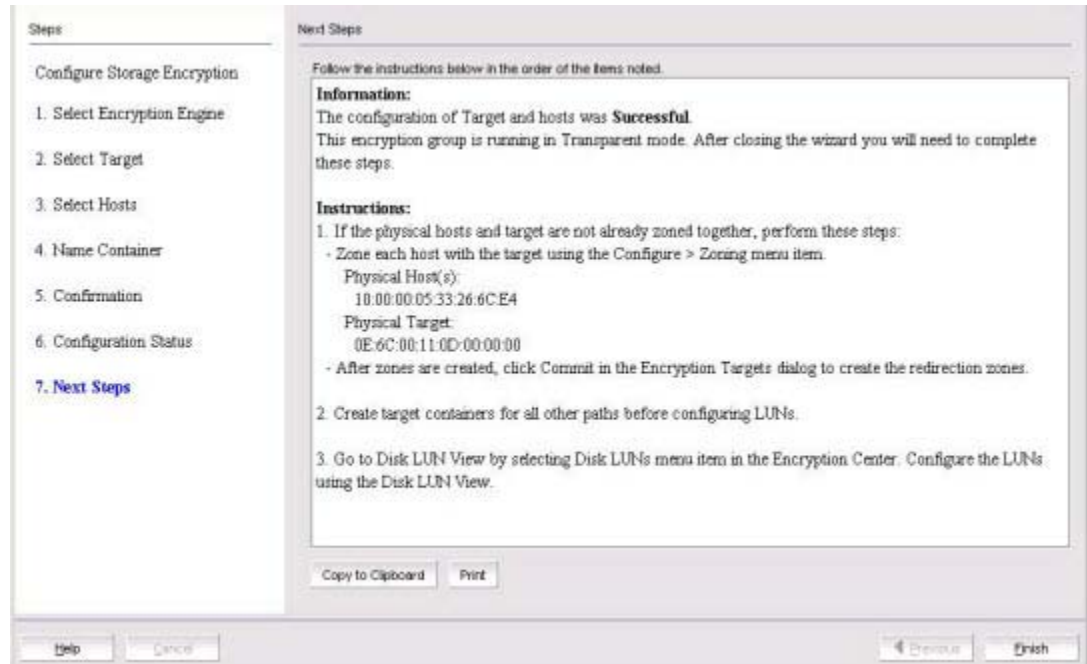 Steps
Configure Storage Encryption
1. Select Encryption Engine
2. Select Target
3. Select Hosts
4. Name Container
5. Confirmation
6. Configuration Status
7. Next Steps
Next Steps
Follow the instructions below in the order of the items noted.
Information:
The configuration of Target and hosts was Successful.
This encryption group is running in Transparent mode. After closing the wizard you will need to complete
these steps.
Instructions:
1. If the physical hosts and target are not already zoned together, perform these steps:
- Zone each host with the target using the Configure > Zoning menu item.
Physical Host(s):
10:00:00:05:33:26:6C:E4
Physical Target:
0E:6C:00:11:0D:00:00:00
- After zones are created, click Commit in the Encryption Targets dialog to create the redirection zones.
2. Create target containers for all other paths before configuring LUNs.
3. Go to Disk LUN View by selecting Disk LUNs menu item in the Encryption Center. Configure the LUNs
using the Disk LUN View.
Copy to Clipboard Print
Help Cancel Previous Finish